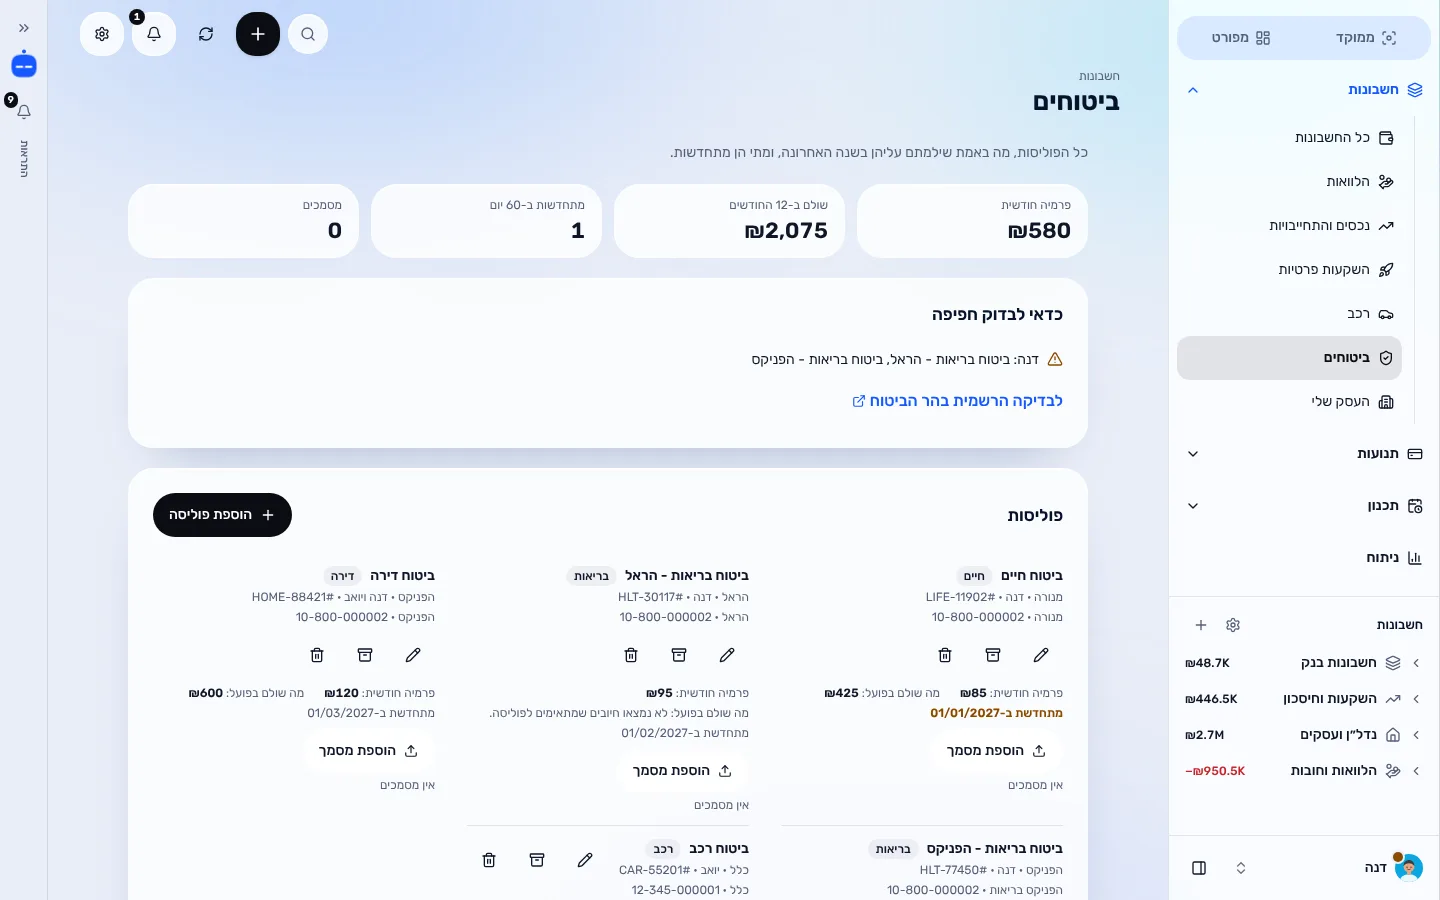 ממוקד
מפורט
חשבונות
כל החשבונות
הלוואות
נכסים והתחייבויות
השקעות פרטיות
רכב
ביטוחים
העסק שלי
תנועות
תכנון
ניתוח
חשבונות
חשבונות בנק ₪48.7K
השקעות וחיסכון ₪446.5K
נדל״ן ועסקים ₪2.7M
הלוואות וחובות −₪950.5K
דנה
1
חשבונות
ביטוחים
כל הפוליסות, מה באמת שילמתם עליהן בשנה האחרונה, ומתי הן מתחדשות.
פרמיה חודשית
₪580
שולם ב-12 החודשים
₪2,075
מתחדשות ב-60 יום
1
מסמכים
0
כדאי לבדוק חפיפה
דנה: ביטוח בריאות - הראל, ביטוח בריאות - הפניקס
לבדיקה הרשמית בהר הביטוח
פוליסות
הוספת פוליסה
ביטוח חיים חיים
מנורה • דנה • #LIFE-11902
מנורה • 10-800-000002
פרמיה חודשית: ₪85 מה שולם בפועל: ₪425
מתחדשת ב-01/01/2027
הוספת מסמך
אין מסמכים
ביטוח בריאות - הראל בריאות
הראל • דנה • #HLT-30117
הראל • 10-800-000002
פרמיה חודשית: ₪95
מה שולם בפועל: לא נמצאו חיובים שמתאימים לפוליסה.
מתחדשת ב-01/02/2027
הוספת מסמך
אין מסמכים
ביטוח דירה דירה
הפניקס • דנה ויואב • #HOME-88421
הפניקס • 10-800-000002
פרמיה חודשית: ₪120 מה שולם בפועל: ₪600
מתחדשת ב-01/03/2027
הוספת מסמך
אין מסמכים
ביטוח בריאות - הפניקס בריאות
הפניקס • דנה • #HLT-77450
הפניקס בריאות • 10-800-000002
ביטוח רכב רכב
כלל • יואב • #CAR-55201
כלל • 12-345-000001
9
התראות